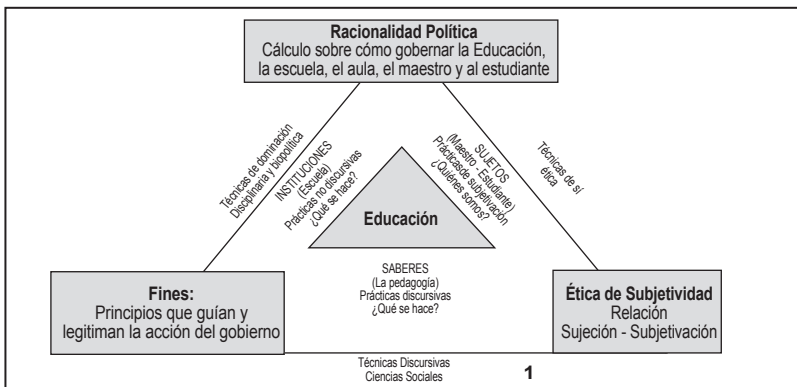 Racionalidad Política
Cálculo sobre cómo gobernar la Educación,
la escuela, el aula, el maestro y al estudiante
Técnicas de dominación
Disciplinaria y biopolítica
INSTITUCIONES
(Escuela)
Prácticas no discursivas
¿Qué se hace?
SUJETOS
(Maestro - Estudiante)
Prácticasde subjetivación
¿Quiénes somos?
Técnicas de sí
ética
Educación
SABERES
(La pedagogía)
Prácticas discursivas
¿Qué se hace?
Fines:
Principios que guían y
legitiman la acción del gobierno
Ética de Subjetividad
Relación
Sujeción - Subjetivación
Técnicas Discursivas
Ciencias Sociales
1